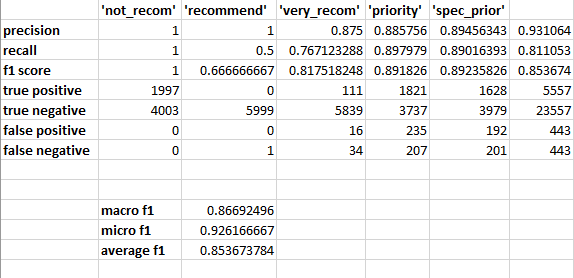 'not_recom' 'recommend' 'very_recom' 'priority' 'spec_prior'
precision 1 1 0.875 0.885756 0.89456343 0.931064
recall 1 0.5 0.767123288 0.897979 0.89016393 0.811053
f1 score 1 0.666666667 0.817518248 0.891826 0.89235826 0.853674
true positive 1997 0 111 1821 1628 5557
true negative 4003 5999 5839 3737 3979 23557
false positive 0 0 16 235 192 443
false negative 0 1 34 207 201 443
macro f1 0.86692496
micro f1 0.926166667
average f1 0.853673784